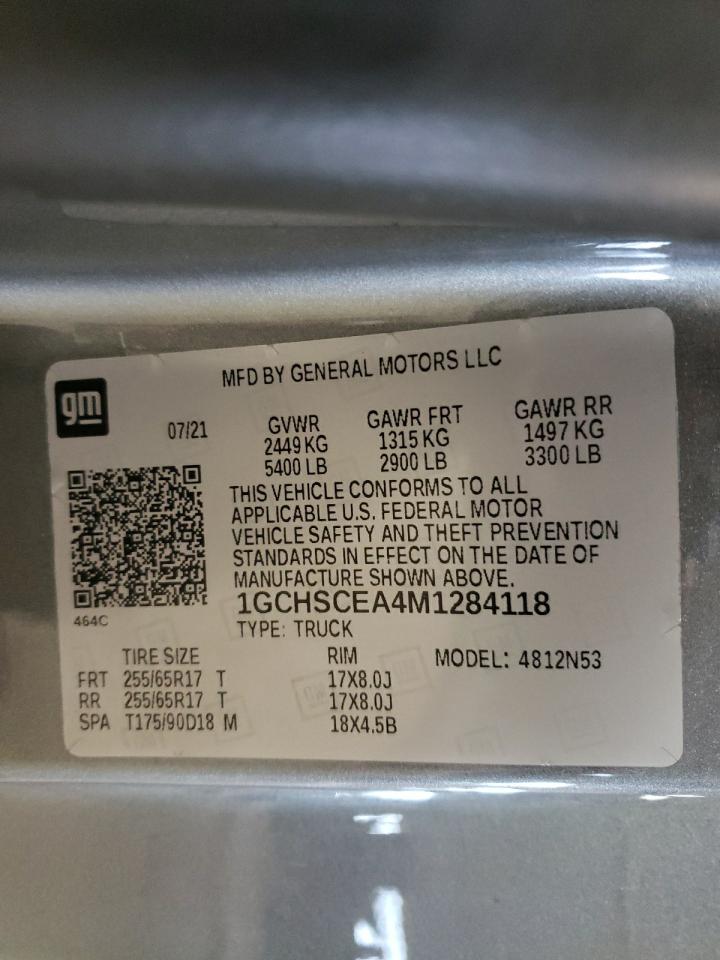 MFD BY GENERAL MOTORS LLC
gm
07/21
GVWR GAWR FRT GAWR RR
2449 KG 1315 KG 1497 KG
5400 LB 2900 LB 3300 LB
THIS VEHICLE CONFORMS TO ALL
APPLICABLE U.S. FEDERAL MOTOR
VEHICLE SAFETY AND THEFT PREVENTION
STANDARDS IN EFFECT ON THE DATE OF
MANUFACTURE SHOWN ABOVE.
1GCHSCEA4M1284118
464C
TYPE: TRUCK
TIRE SIZE RIM MODEL: 4812N53
FRT 255/65R17 T 17X8.0J
RR 255/65R17 T 17X8.0J
SPA T175/90D18 M 18X4.5B